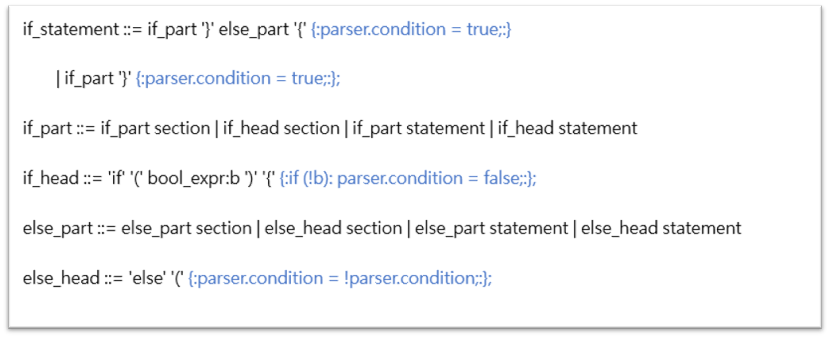 if_statement ::= if_part '}' else_part '{' {:parser.condition = true;:}
| if_part '}' {:parser.condition = true;:};
if_part ::= if_part section | if_head section | if_part statement | if_head statement
if_head ::= 'if' '(' bool_expr:b ')' '{' {:if (!b): parser.condition = false;:};
else_part ::= else_part section | else_head section | else_part statement | else_head statement
else_head ::= 'else' '(' {:parser.condition = !parser.condition;:};